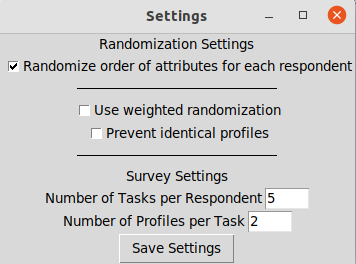 Settings
Randomization Settings
Randomize order of attributes for each respondent
Use weighted randomization
Prevent identical profiles
Survey Settings
Number of Tasks per Respondent 5
Number of Profiles per Task 2
Save Settings